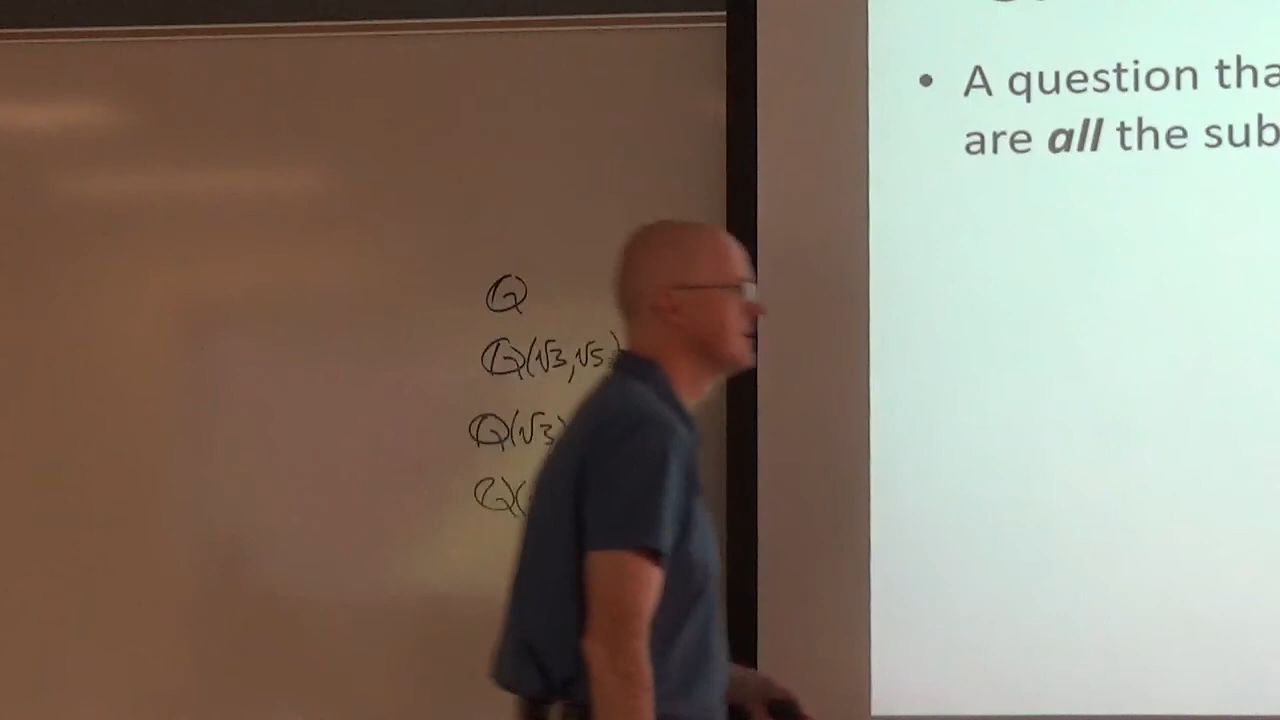 Q
Q(√3,√5)
Q(√3)
Q(
• A question tha
are all the sub